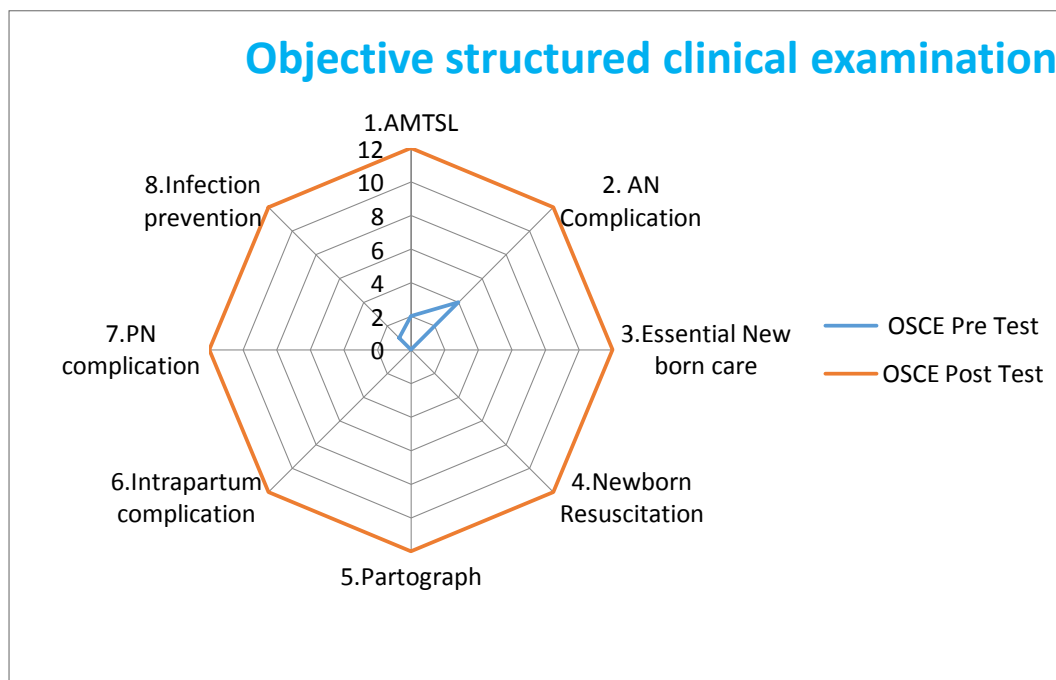 Objective structured clinical examination
1.AMTSL
12
10
8
6
4
2
0
2. AN
Complication
3.Essential New
born care
4.Newborn
Resuscitation
5.Partograph
6.Intrapartum
complication
7.PN
complication
8.Infection
prevention
OSCE Pre Test
OSCE Post Test